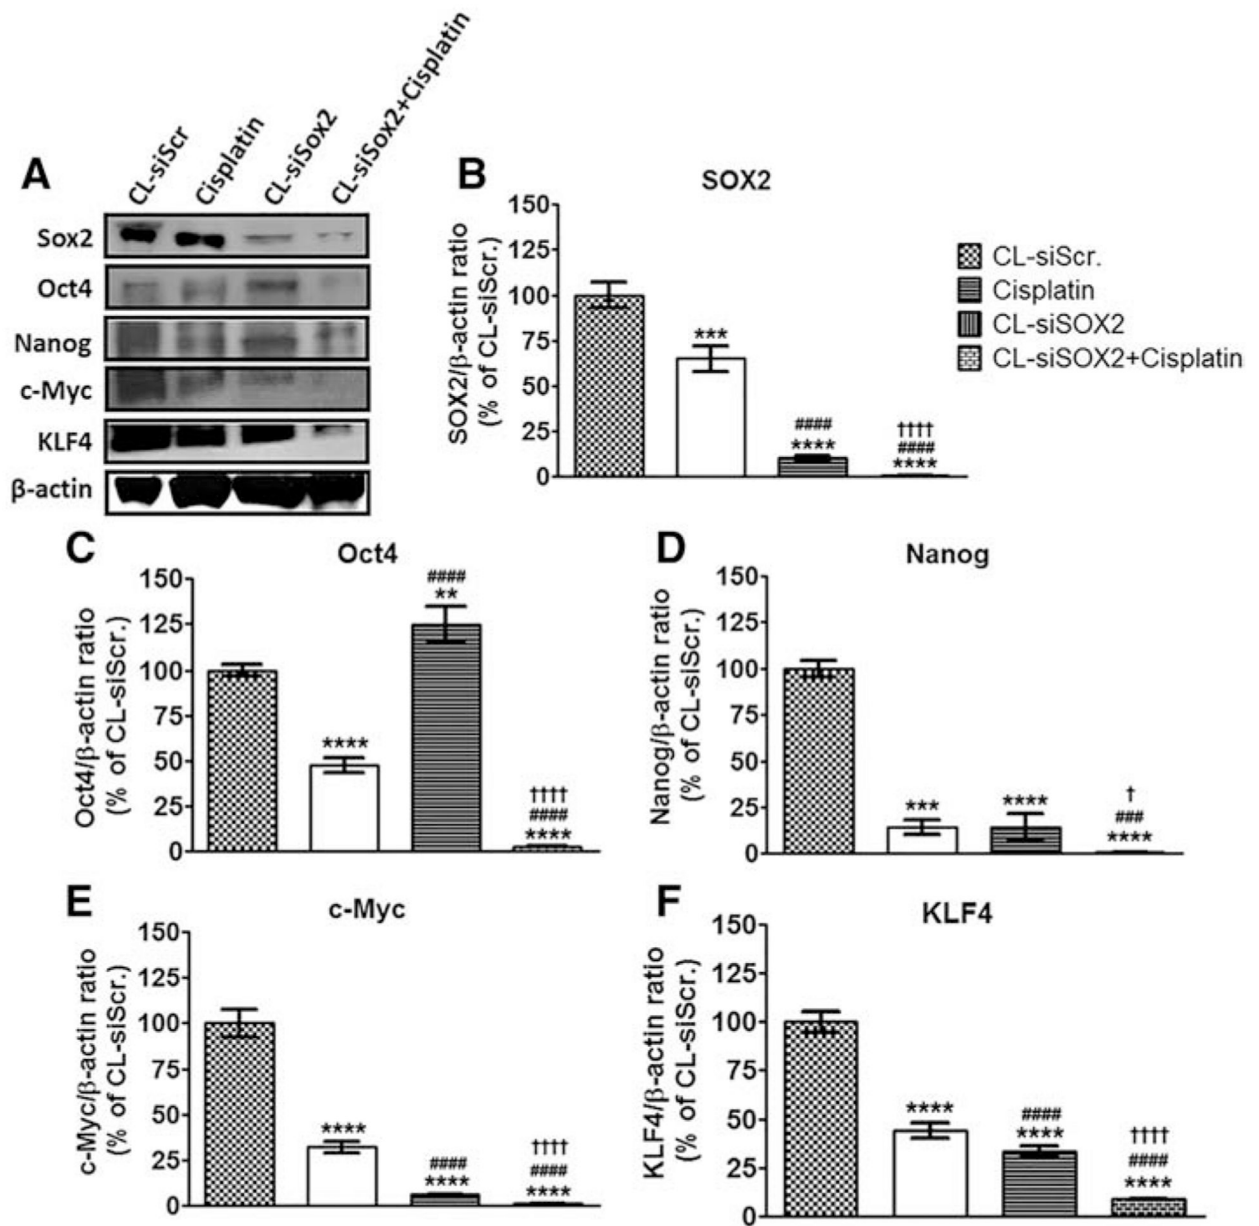 A
CL-siScr
Cisplatin
CL-siSox2
CL-siSox2+Cisplatin
Sox2
Oct4
Nanog
c-Myc
KLF4
β-actin
B
SOX2
SOX2/β-actin ratio
(% of CL-siScr.)
150
125
100
75
50
25
0
***
####
****
††††
####
****
CL-siScr.
Cisplatin
CL-siSOX2
CL-siSOX2+Cisplatin
C
Oct4
Oct4/β-actin ratio
(% of CL-siScr.)
150
125
100
75
50
25
0
****
####
**
††††
####
****
D
Nanog
Nanog/β-actin ratio
(% of CL-siScr.)
150
125
100
75
50
25
0
***
****
†
###
****
E
c-Myc
c-Myc/β-actin ratio
(% of CL-siScr.)
150
125
100
75
50
25
0
****
####
****
††††
####
****
F
KLF4
KLF4/β-actin ratio
(% of CL-siScr.)
150
125
100
75
50
25
0
****
####
****
††††
####
****